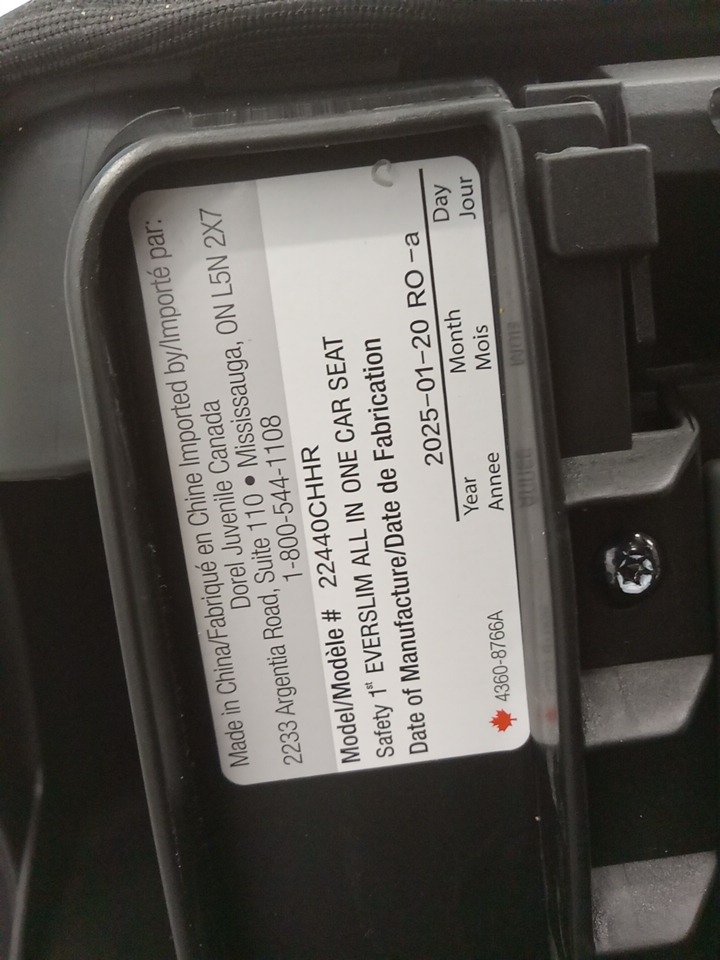 Made in China/Fabriqué en Chine Imported by/Importé par:
Dorel Juvenile Canada
2233 Argentia Road, Suite 110 • Mississauga, ON L5N 2X7
1-800-544-1108
Model/Modèle # 22440CHHR
Safety 1st EVERSLIM ALL IN ONE CAR SEAT
Date of Manufacture/Date de Fabrication
2025-01-20 RO -a
Year Month Day
Annee Mois Jour
4360-8766A